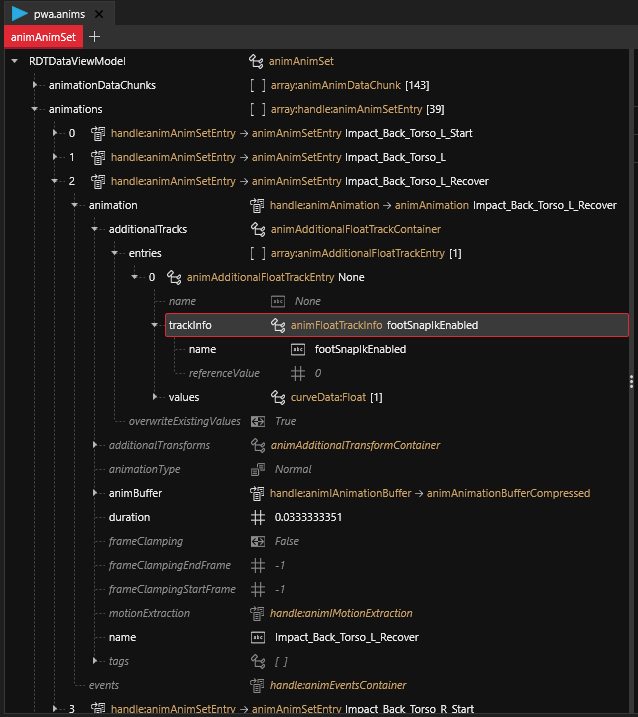 pwa.anims ×
animAnimSet +
RDTDataViewModel animAnimSet
animationDataChunks [ ] array:animAnimDataChunk [143]
animations [ ] array:handle:animAnimSetEntry [39]
0 handle:animAnimSetEntry → animAnimSetEntry Impact_Back_Torso_L_Start
1 handle:animAnimSetEntry → animAnimSetEntry Impact_Back_Torso_L
2 handle:animAnimSetEntry → animAnimSetEntry Impact_Back_Torso_L_Recover
animation handle:animAnimation → animAnimation Impact_Back_Torso_L_Recover
additionalTracks animAdditionalFloatTrackContainer
entries [ ] array:animAdditionalFloatTrackEntry [1]
0 animAdditionalFloatTrackEntry None
name abc None
trackInfo animFloatTrackInfo footSnapIkEnabled
name abc footSnapIkEnabled
referenceValue 0
values curveData:Float [1]
overwriteExistingValues True
additionalTransforms animAdditionalTransformContainer
animationType Normal
animBuffer handle:animIAnimationBuffer → animAnimationBufferCompressed
duration 0.0333333351
frameClamping False
frameClampingEndFrame -1
frameClampingStartFrame -1
motionExtraction handle:animIMotionExtraction
name abc Impact_Back_Torso_L_Recover
tags [ ]
events handle:animEventsContainer
3 handle:animAnimSetEntry → animAnimSetEntry Impact_Back_Torso_R_Start